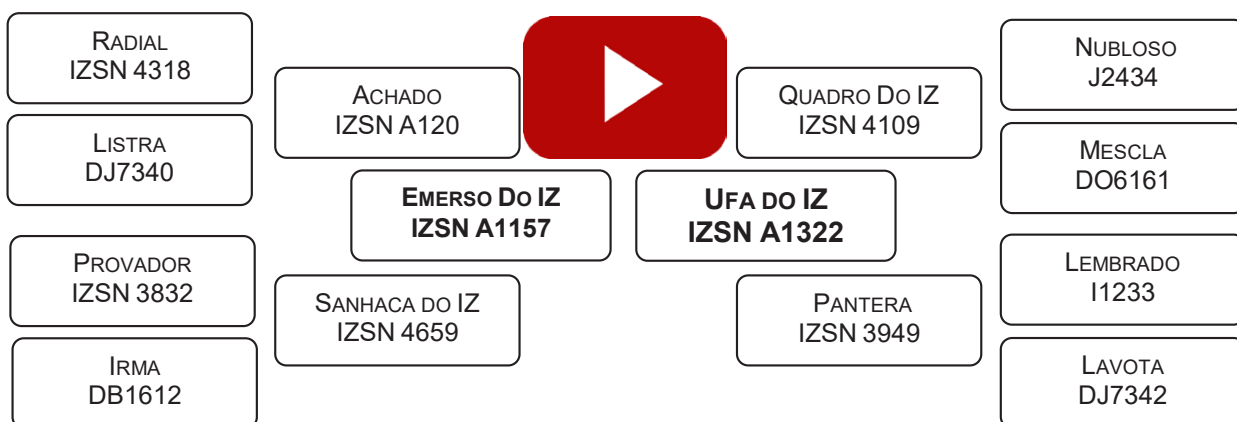 RADIAL
IZSN 4318
LISTRA
DJ7340
PROVADOR
IZSN 3832
IRMA
DB1612
ACHADO
IZSN A120
SANHACA DO IZ
IZSN 4659
EMERSO DO IZ
IZSN A1157
UFA DO IZ
IZSN A1322
QUADRO DO IZ
IZSN 4109
PANTERA
IZSN 3949
NUBLOSO
J2434
MESCLA
DO6161
LEMBRADO
I1233
LAVOTA
DJ7342